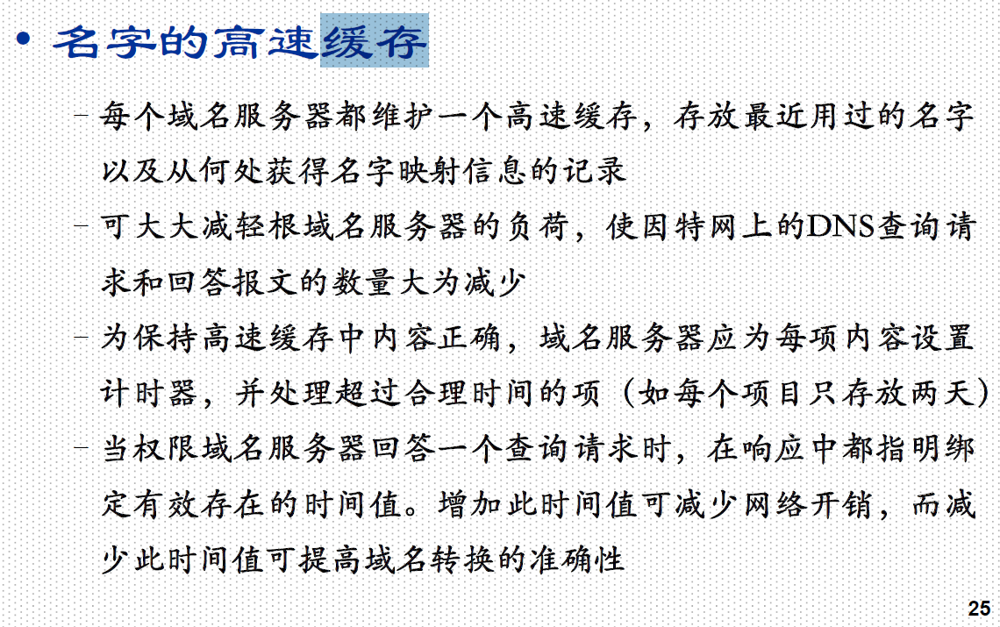 • 名字的高速缓存
– 每个域名服务器都维护一个高速缓存，存放最近用过的名字
以及从何处获得名字映射信息的记录
– 可大大减轻根域名服务器的负荷，使因特网上的DNS查询请
求和回答报文的数量大为减少
– 为保持高速缓存中内容正确，域名服务器应为每项内容设置
计时器，并处理超过合理时间的项（如每个项目只存放两天）
– 当权限域名服务器回答一个查询请求时，在响应中都指明绑
定有效存在的时间值。增加此时间值可减少网络开销，而减
少此时间值可提高域名转换的准确性
25